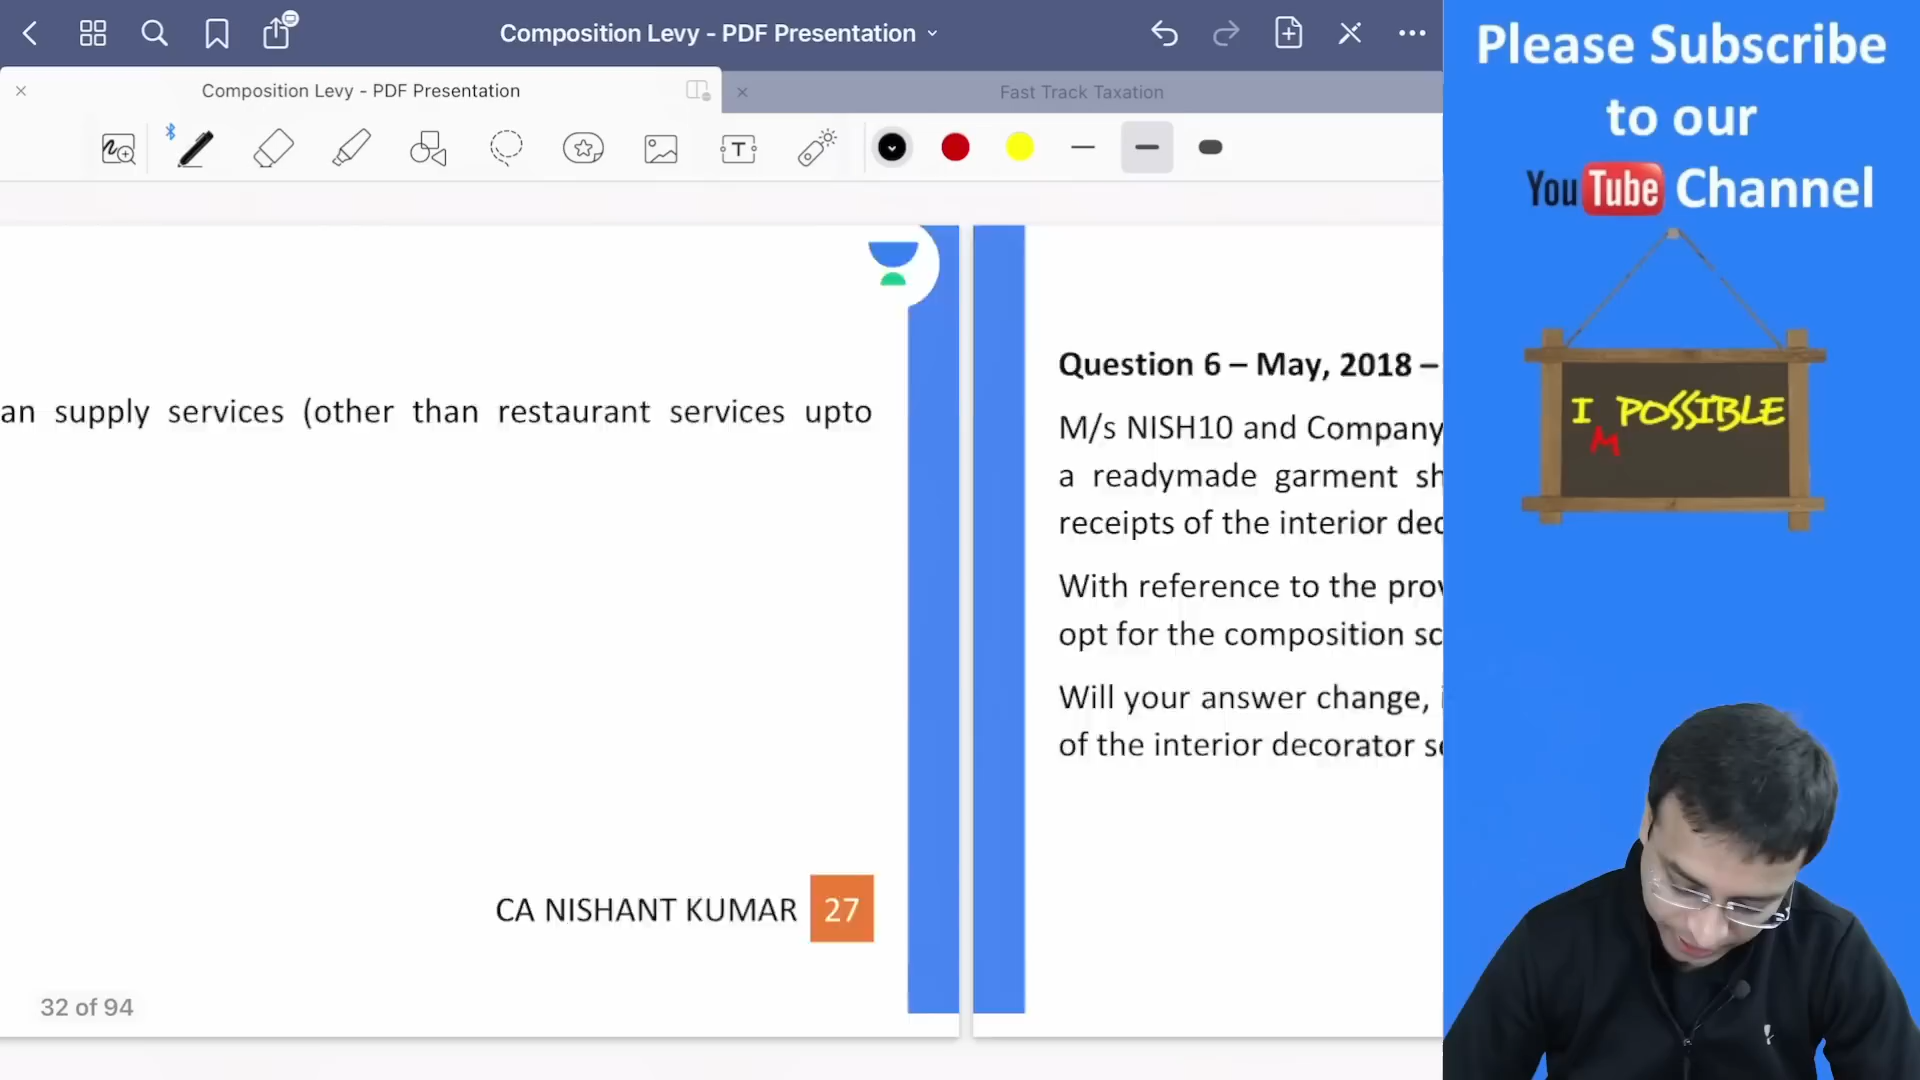 Composition Levy - PDF Presentation
Composition Levy - PDF Presentation
Fast Track Taxation
T
an supply services (other than restaurant services upto
CA NISHANT KUMAR 27
32 of 94
Question 6 – May, 2018 –
M/s NISH10 and Company
a readymade garment sh
receipts of the interior dec
With reference to the prov
opt for the composition sc
Will your answer change, i
of the interior decorator se
Please Subscribe
to our
YouTube Channel
I POSSIBLE
M